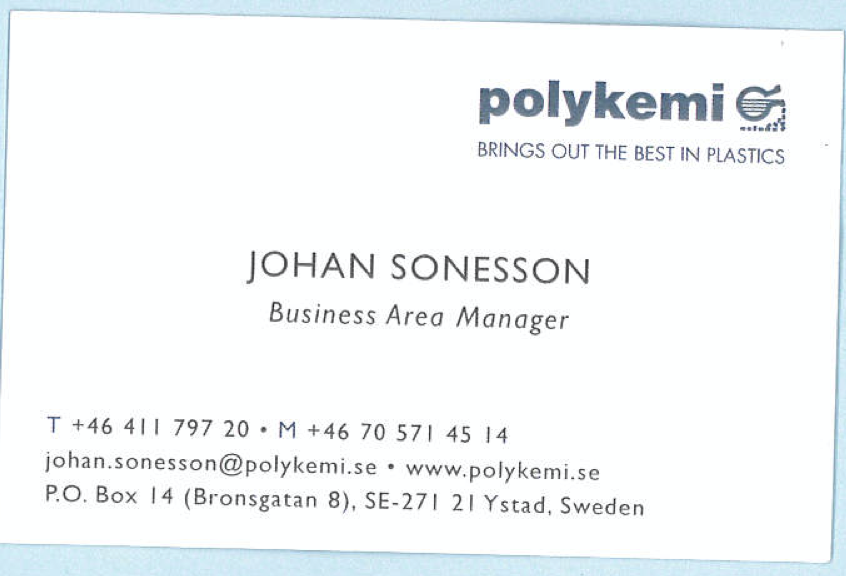 polykemi
BRINGS OUT THE BEST IN PLASTICS
JOHAN SONESSON
Business Area Manager
T +46 411 797 20 • M +46 70 571 45 14
johan.sonesson@polykemi.se • www.polykemi.se
P.O. Box 14 (Bronsgatan 8), SE-271 21 Ystad, Sweden